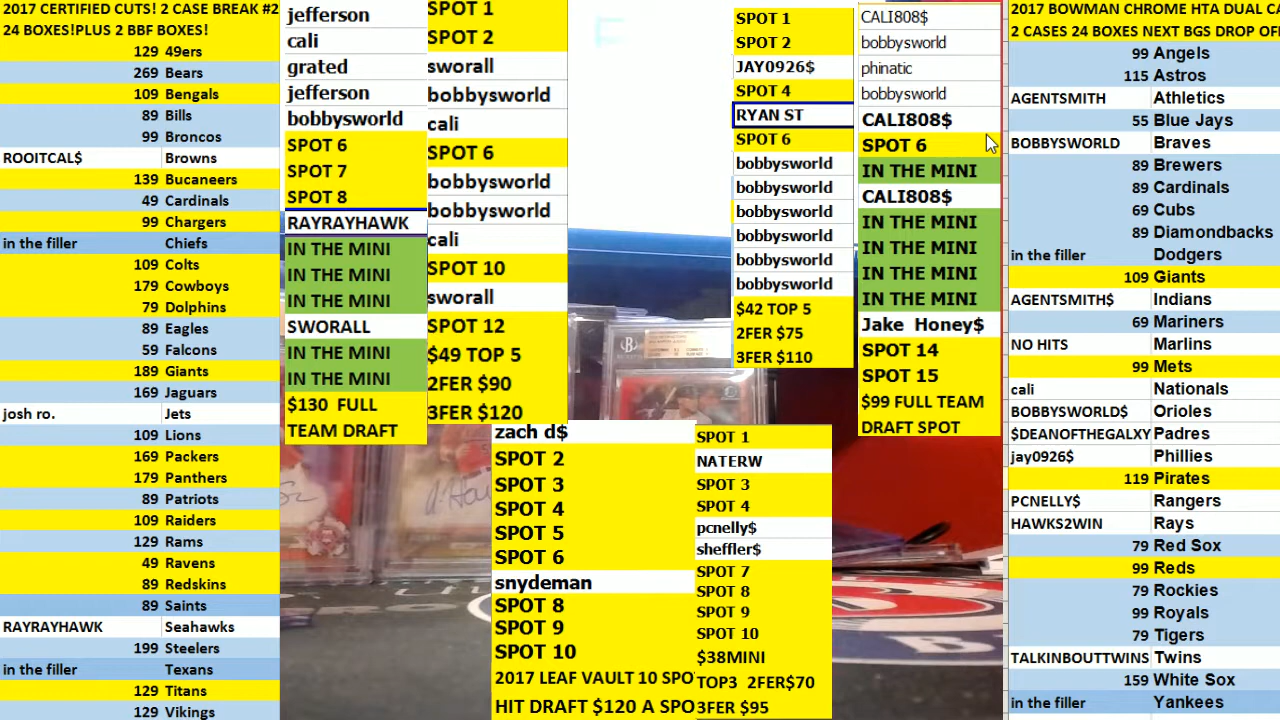 2017 CERTIFIED CUTS! 2 CASE BREAK #2
24 BOXES!PLUS 2 BBF BOXES!
129 49ers
269 Bears
109 Bengals
89 Bills
99 Broncos
ROOITCAL$ Browns
139 Bucaneers
49 Cardinals
99 Chargers
in the filler Chiefs
109 Colts
179 Cowboys
79 Dolphins
89 Eagles
59 Falcons
189 Giants
169 Jaguars
josh ro. Jets
109 Lions
169 Packers
179 Panthers
89 Patriots
109 Raiders
129 Rams
49 Ravens
89 Redskins
89 Saints
RAYRAYHAWK Seahawks
199 Steelers
in the filler Texans
129 Titans
129 Vikings
jefferson
cali
grated
jefferson
bobbysworld
SPOT 6
SPOT 7
SPOT 8
RAYRAYHAWK
IN THE MINI
IN THE MINI
IN THE MINI
SWORALL
IN THE MINI
IN THE MINI
$130 FULL
TEAM DRAFT
SPOT 1
SPOT 2
sworall
bobbysworld
cali
SPOT 6
bobbysworld
bobbysworld
cali
SPOT 10
sworall
SPOT 12
$49 TOP 5
2FER $90
3FER $120
zach d$
SPOT 2
SPOT 3
SPOT 4
SPOT 5
SPOT 6
snydeman
SPOT 8
SPOT 9
SPOT 10
2017 LEAF VAULT 10 SPO
HIT DRAFT $120 A SPO
SPOT 1
NATERW
SPOT 3
SPOT 4
pcnelly$
sheffler$
SPOT 7
SPOT 8
SPOT 9
SPOT 10
$38MINI
TOP3 2FER$70
3FER $95
SPOT 1
SPOT 2
JAY0926$
SPOT 4
RYAN ST
SPOT 6
bobbysworld
bobbysworld
bobbysworld
bobbysworld
bobbysworld
bobbysworld
$42 TOP 5
2FER $75
3FER $110
CALI808$
bobbysworld
phinatic
bobbysworld
CALI808$
SPOT 6
IN THE MINI
CALI808$
IN THE MINI
IN THE MINI
IN THE MINI
IN THE MINI
Jake Honey$
SPOT 14
SPOT 15
$99 FULL TEAM
DRAFT SPOT
2017 BOWMAN CHROME HTA DUAL CA
2 CASES 24 BOXES NEXT BGS DROP OF
99 Angels
115 Astros
AGENTSMITH Athletics
55 Blue Jays
BOBBYSWORLD Braves
89 Brewers
89 Cardinals
69 Cubs
89 Diamondbacks
in the filler Dodgers
109 Giants
AGENTSMITH$ Indians
69 Mariners
NO HITS Marlins
99 Mets
cali Nationals
BOBBYSWORLD$ Orioles
$DEANOFTHEGALXY Padres
jay0926$ Phillies
119 Pirates
PCNELLY$ Rangers
HAWKS2WIN Rays
79 Red Sox
99 Reds
79 Rockies
99 Royals
79 Tigers
TALKINBOUTTWINS Twins
159 White Sox
in the filler Yankees